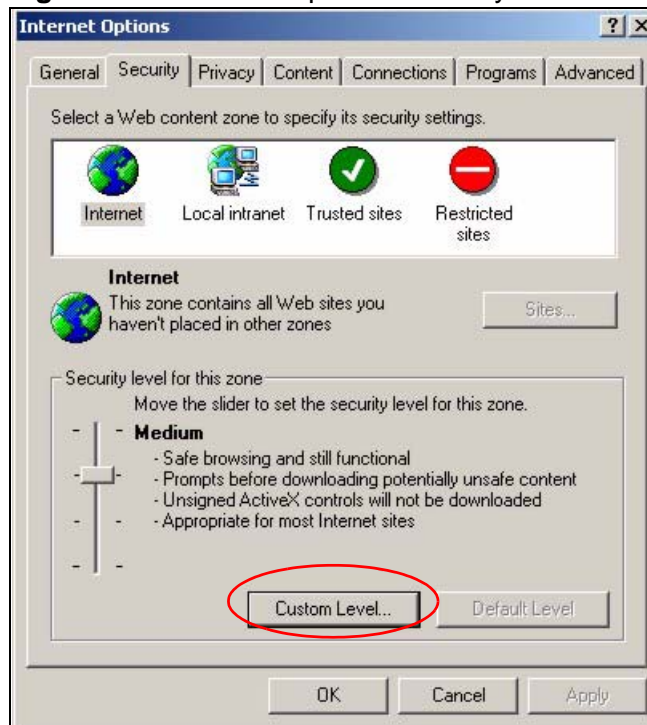 Internet Options
General Security Privacy Content Connections Programs Advanced
Select a Web content zone to specify its security settings.
Internet Local intranet Trusted sites Restricted sites
Internet
This zone contains all Web sites you
haven't placed in other zones
Sites...
Security level for this zone
Move the slider to set the security level for this zone.
Medium
- Safe browsing and still functional
- Prompts before downloading potentially unsafe content
- Unsigned ActiveX controls will not be downloaded
- Appropriate for most Internet sites
Custom Level... Default Level
OK Cancel Apply